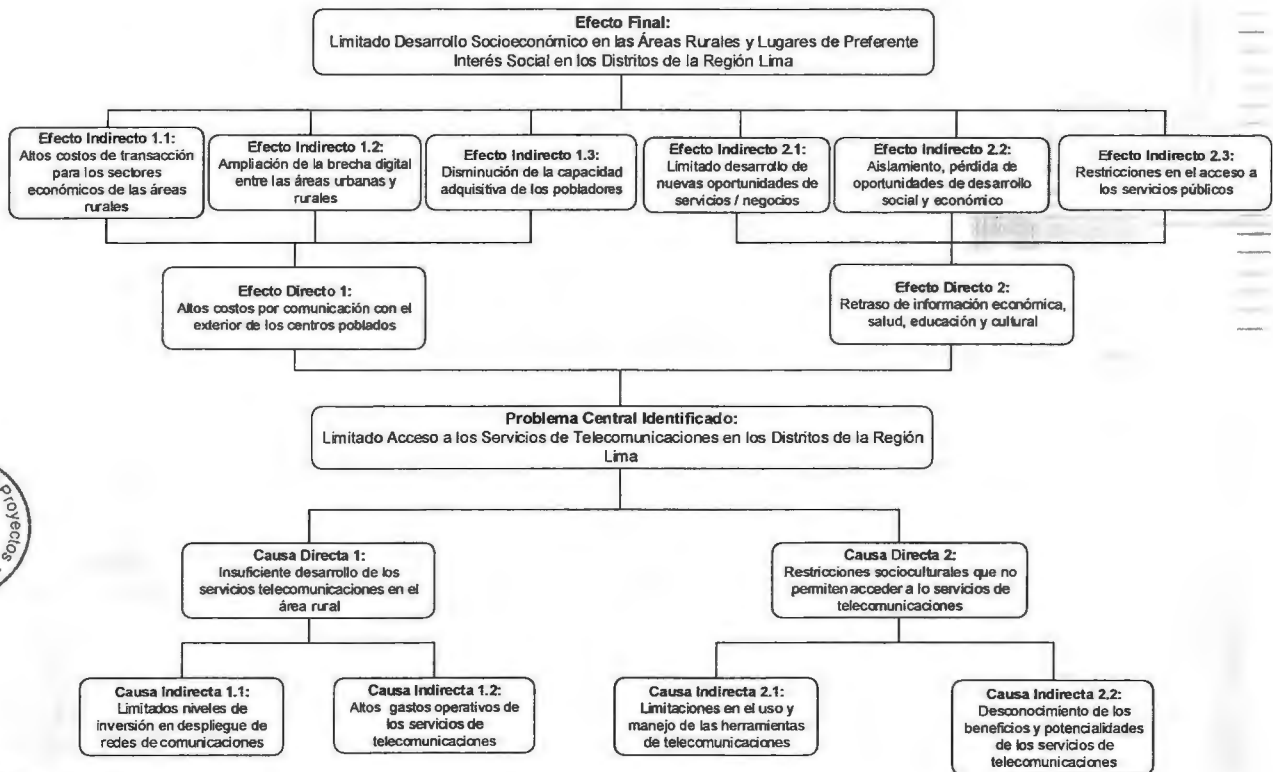 Efecto Final:
Limitado Desarrollo Socioeconómico en las Áreas Rurales y Lugares de Preferente
Interés Social en los Distritos de la Región Lima
Efecto Indirecto 1.1:
Altos costos de transacción
para los sectores
económicos de las áreas
rurales
Efecto Indirecto 1.2:
Ampliación de la brecha digital
entre las áreas urbanas y
rurales
Efecto Indirecto 1.3:
Disminución de la capacidad
adquisitiva de los pobladores
Efecto Indirecto 2.1:
Limitado desarrollo de
nuevas oportunidades de
servicios / negocios
Efecto Indirecto 2.2:
Aislamiento, pérdida de
oportunidades de desarrollo
social y económico
Efecto Indirecto 2.3:
Restricciones en el acceso a
los servicios públicos
Efecto Directo 1:
Altos costos por comunicación con el
exterior de los centros poblados
Efecto Directo 2:
Retraso de información económica,
salud, educación y cultural
Problema Central Identificado:
Limitado Acceso a los Servicios de Telecomunicaciones en los Distritos de la Región
Lima
Proyectos
Causa Directa 1:
Insuficiente desarrollo de los
servicios telecomunicaciones en el
área rural
Causa Directa 2:
Restricciones socioculturales que no
permiten acceder a lo servicios de
telecomunicaciones
Causa Indirecta 1.1:
Limitados niveles de
inversión en despliegue de
redes de comunicaciones
Causa Indirecta 1.2:
Altos gastos operativos de
los servicios de
telecomunicaciones
Causa Indirecta 2.1:
Limitaciones en el uso y
manejo de las herramientas
de telecomunicaciones
Causa Indirecta 2.2:
Desconocimiento de los
beneficios y potencialidades
de los servicios de
telecomunicaciones